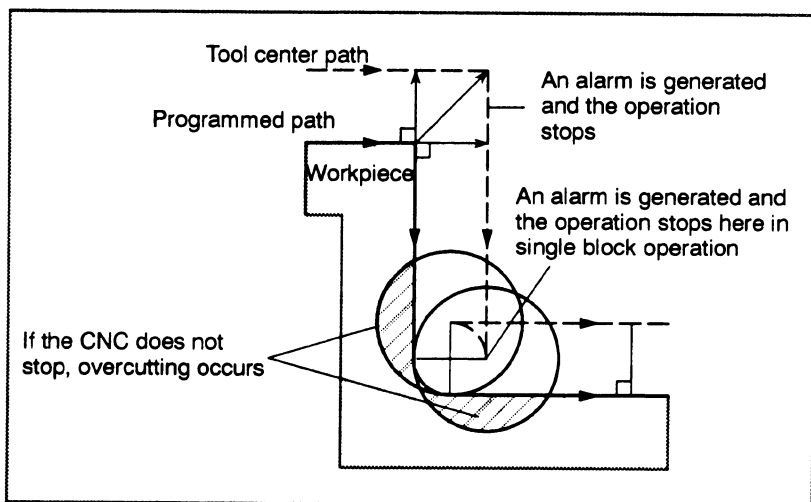 Tool center path
An alarm is generated
and the operation
stops
Programmed path
Workpiece
An alarm is generated and
the operation stops here in
single block operation
If the CNC does not
stop, overcutting occurs